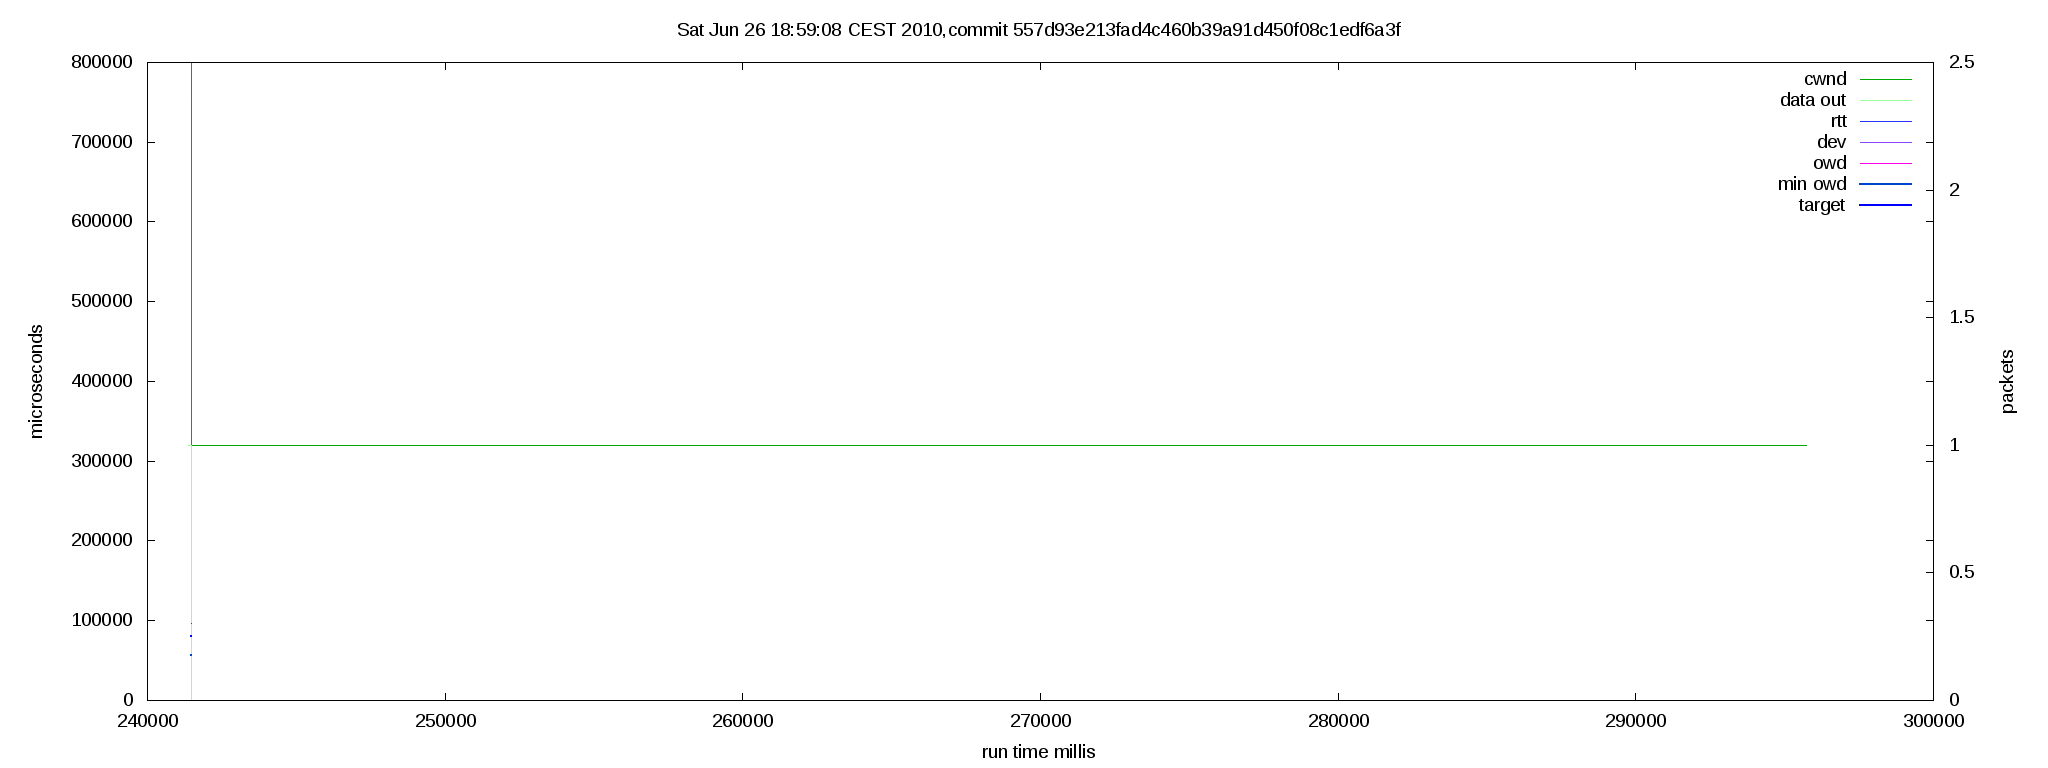 Sat Jun 26 18:59:08 CEST 2010,commit 557d93e213fad4c460b39a91d450f08c1edf6a3f
800000
700000
600000
500000
400000
300000
200000
100000
0
microseconds
cwnd
data out
rtt
dev
owd
min owd
target
2.5
2
1.5
1
0.5
0
packets
240000 250000 260000 270000 280000 290000 300000
run time millis